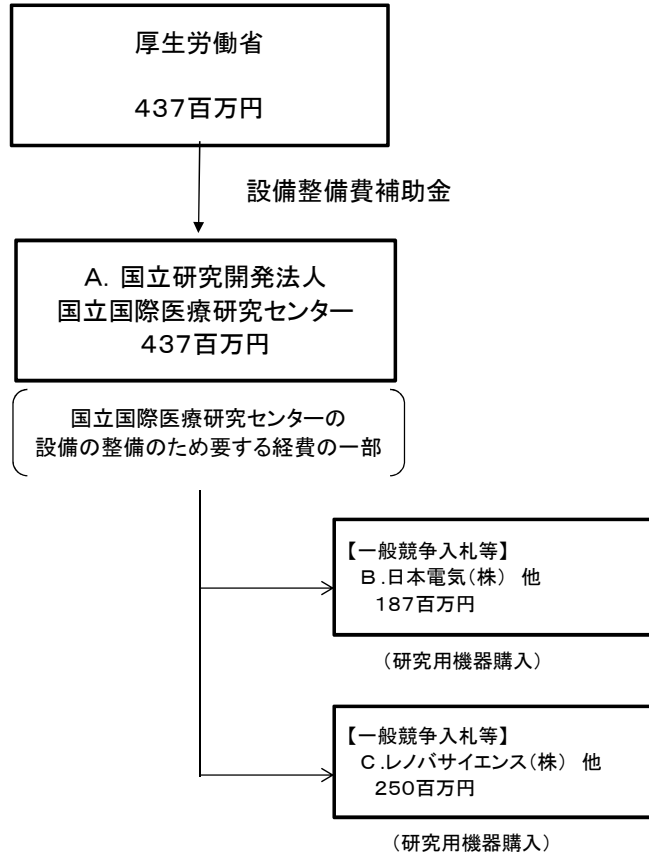 厚生労働省
437百万円
設備整備費補助金
A. 国立研究開発法人
国立国際医療研究センター
437百万円
国立国際医療研究センターの
設備の整備のため要する経費の一部
【一般競争入札等】
B.日本電気(株) 他
187百万円
(研究用機器購入)
【一般競争入札等】
C.レノバサイエンス(株) 他
250百万円
(研究用機器購入)